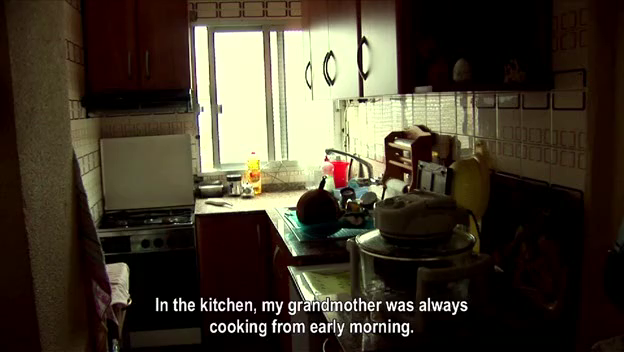 In the kitchen, my grandmother was always
cooking from early morning.